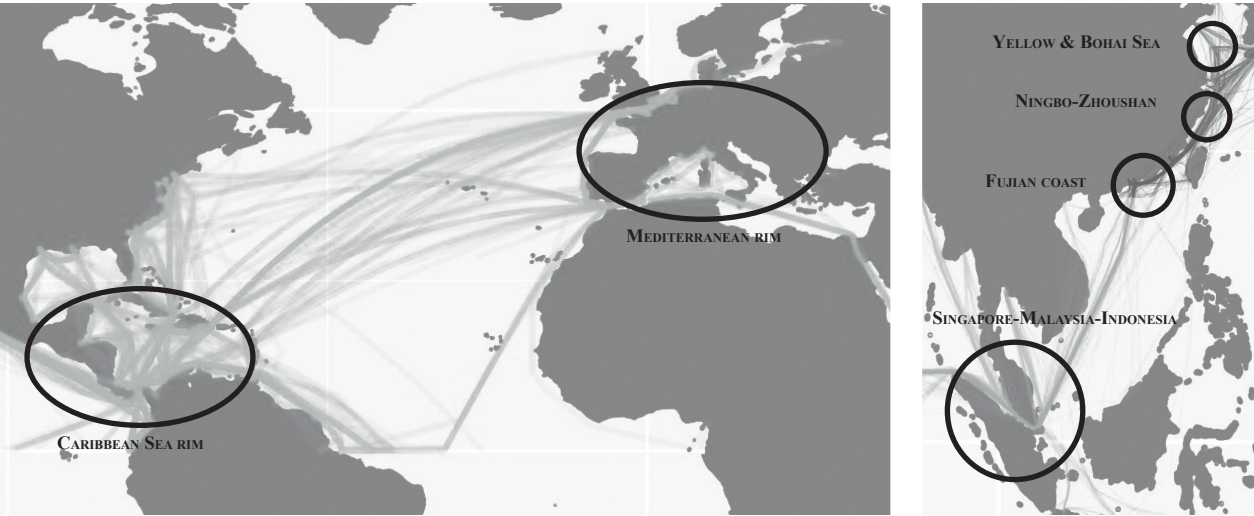 Yellow & Bohai Sea
Ningbo-Zhoushan
Fujian coast
Mediterranean rim
Singapore-Malaysia-Indonesia
Caribbean Sea rim